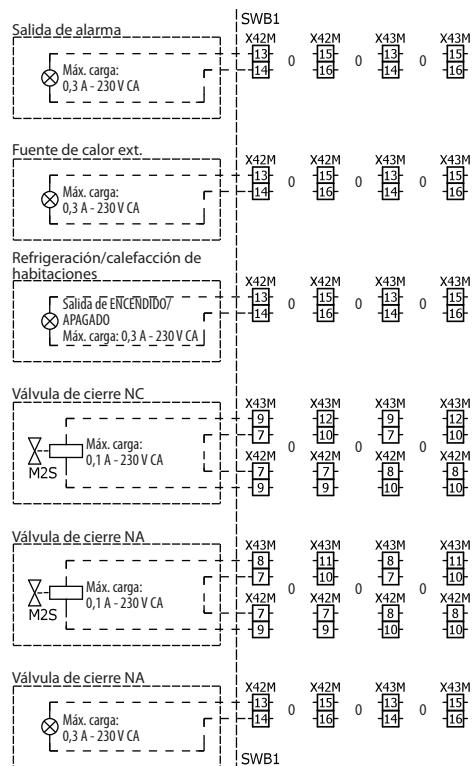 SWB1
Salida de alarma
Máx. carga:
0,3 A - 230 V CA
X42M X42M X43M X43M
13 0 15 0 13 0 15
14 16 14 16
Fuente de calor ext.
Máx. carga:
0,3 A - 230 V CA
X42M X42M X43M X43M
13 0 15 0 13 0 15
14 16 14 16
Refrigeración/calefacción de
habitaciones
Salida de ENCENDIDO/
APAGADO
Máx. carga: 0,3 A - 230 V CA
X42M X42M X43M X43M
13 0 15 0 13 0 15
14 16 14 16
Válvula de cierre NC
M2S
Máx. carga:
0,1 A - 230 V CA
X43M X43M X43M X43M
9 12 9 12
7 10 7 10
0 0 0
X42M X42M X42M X42M
7 7 8 8
9 9 10 10
Válvula de cierre NA
M2S
Máx. carga:
0,1 A - 230 V CA
X43M X43M X43M X43M
8 11 8 11
7 10 7 10
0 0 0
X42M X42M X42M X42M
7 7 8 8
9 9 10 10
Válvula de cierre NA
Máx. carga:
0,3 A - 230 V CA
X42M X42M X43M X43M
13 0 15 0 13 0 15
14 16 14 16
SWB1